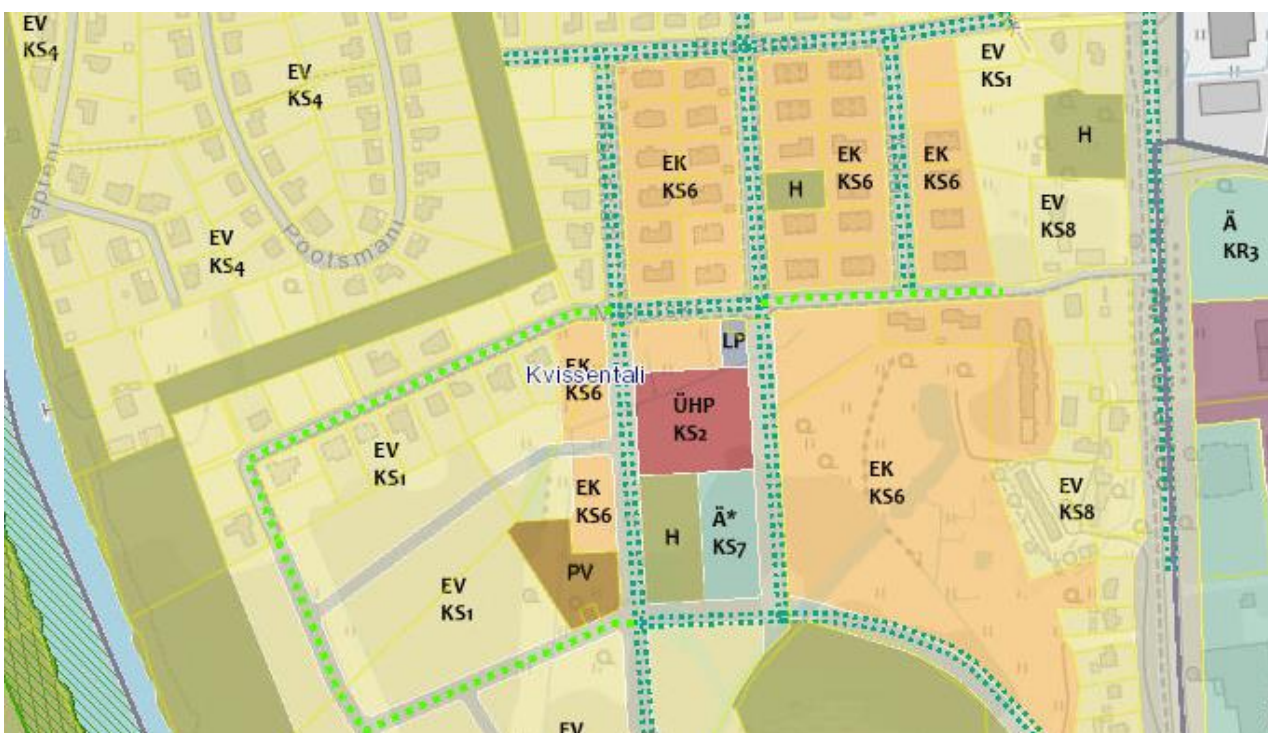 EV
KS4
EV
KS4
EV
KS1
H
EK
KS6
EK
KS6
EK
KS6
H
EV
KS8
Ä
KR3
EV
KS4
Pootsmani
LP
EK
KS6
Kvissentali
ÜHP
KS2
EV
KS1
EK
KS6
EK
KS6
H
Ä*
KS7
EV
KS8
PV
EV
KS1
EV